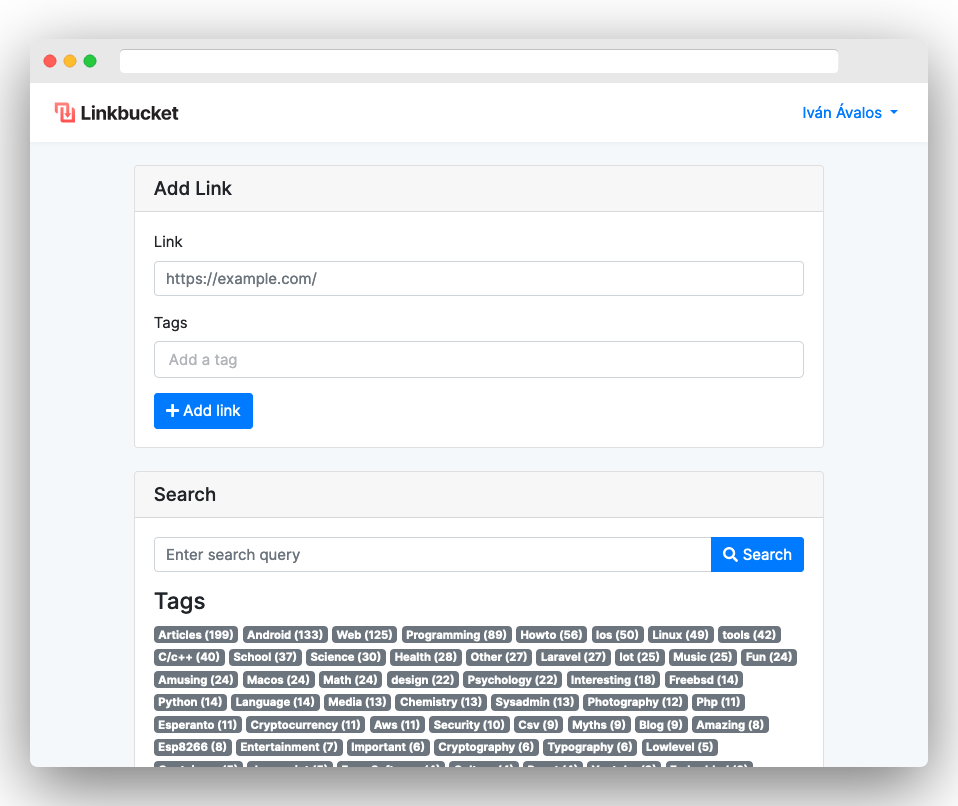 Linkbucket
Iván Ávalos
Add Link
Link
https://example.com/
Tags
Add a tag
Add link
Search
Enter search query
Search
Tags
Articles (199) Android (133) Web (125) Programming (89) Howto (56) Ios (50) Linux (49) tools (42)
C/c++ (40) School (37) Science (30) Health (28) Other (27) Laravel (27) Iot (25) Music (25) Fun (24)
Amusing (24) Macos (24) Math (24) design (22) Psychology (22) Interesting (18) Freebsd (14)
Python (14) Language (14) Media (13) Chemistry (13) Sysadmin (13) Photography (12) Php (11)
Esperanto (11) Cryptocurrency (11) Aws (11) Security (10) Csv (9) Myths (9) Blog (9) Amazing (8)
Esp8266 (8) Entertainment (7) Important (6) Cryptography (6) Typography (6) Lowlevel (5)